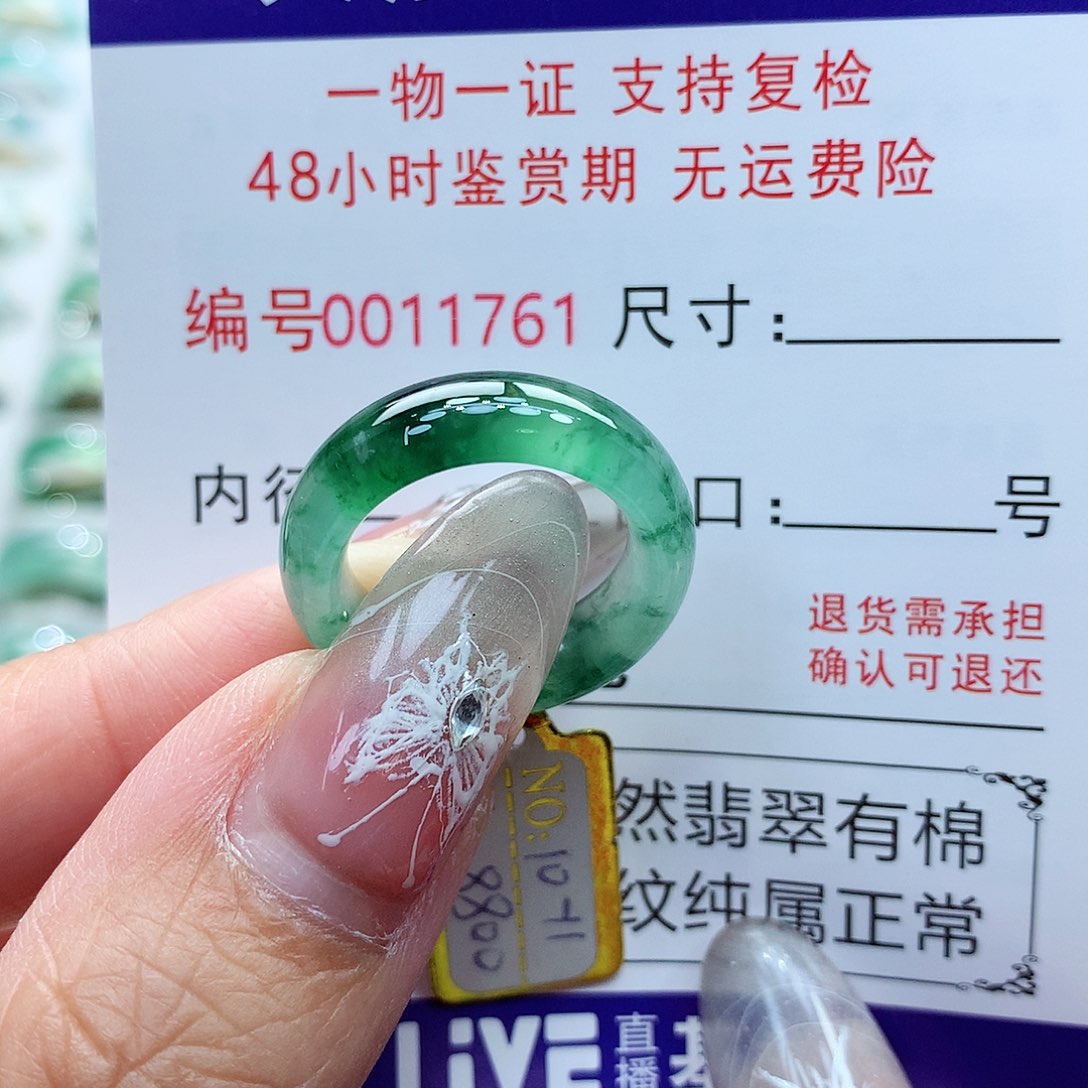 一物一证 支持复检
48小时鉴赏期 无运费险
编号0011761 尺寸:
内径 口: 号
退货需承担
确认可退还
然翡翠有棉
纹纯属正常
NO:
8800
LiVE 直播